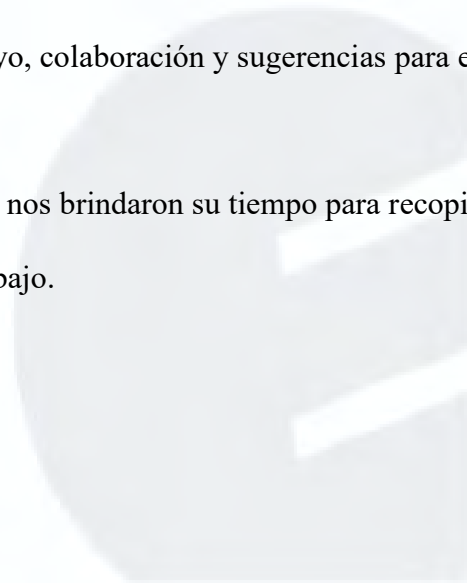 yo, colaboración y sugerencias para e
nos brindaron su tiempo para recopi
bajo.